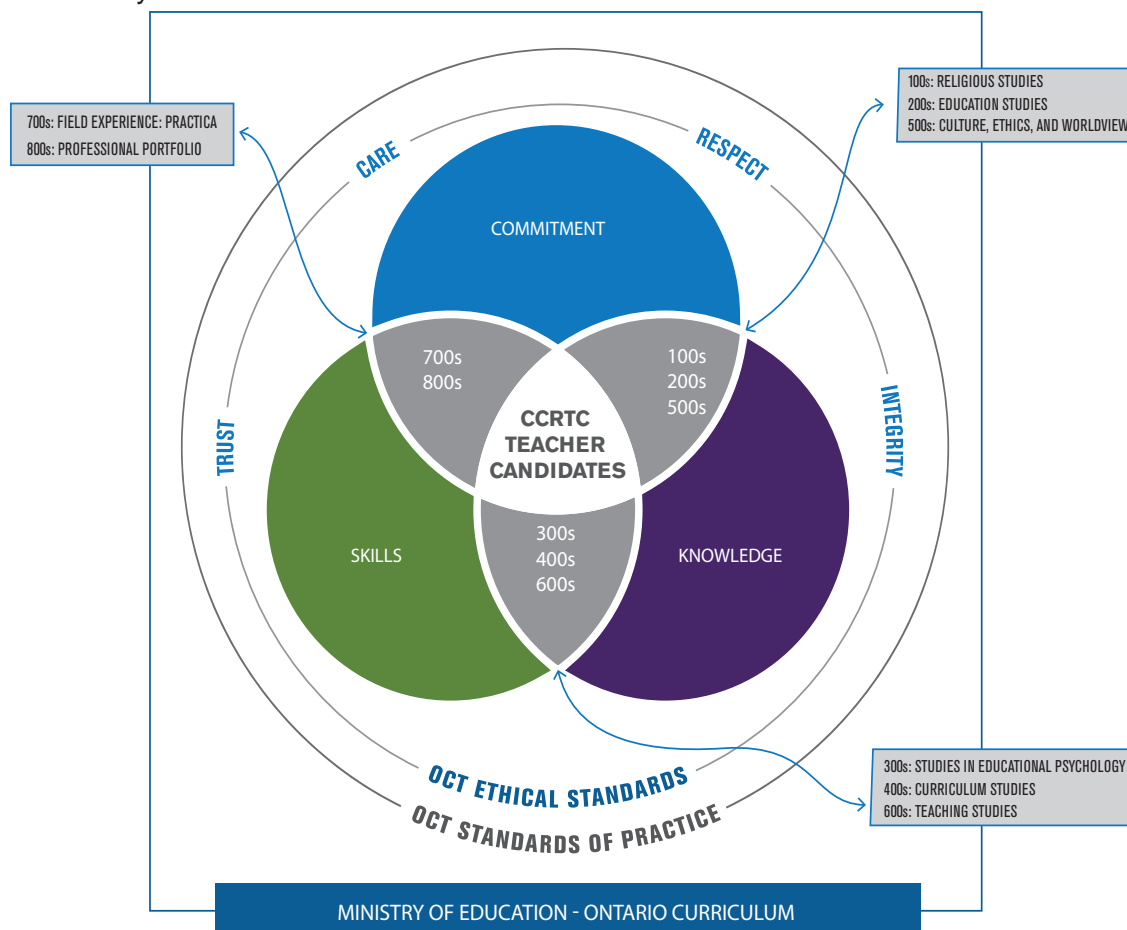 700s: FIELD EXPERIENCE: PRACTICA
800s: PROFESSIONAL PORTFOLIO
100s: RELIGIOUS STUDIES
200s: EDUCATION STUDIES
500s: CULTURE, ETHICS, AND WORLDVIEW
CARE
RESPECT
TRUST
INTEGRITY
COMMITMENT
700s
800s
100s
200s
500s
CCRTC
TEACHER
CANDIDATES
SKILLS
KNOWLEDGE
300s
400s
600s
OCT ETHICAL STANDARDS
OCT STANDARDS OF PRACTICE
300s: STUDIES IN EDUCATIONAL PSYCHOLOGY
400s: CURRICULUM STUDIES
600s: TEACHING STUDIES
MINISTRY OF EDUCATION - ONTARIO CURRICULUM